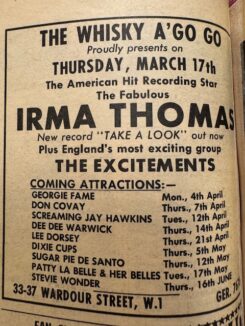 THE WHISKY A'GO GO
Proudly presents on
THURSDAY, MARCH 17th
The American Hit Recording Star
The Fabulous
IRMA THOMAS
New record "TAKE A LOOK" out now
Plus England's most exciting group
THE EXCITEMENTS
COMING ATTRACTIONS:—
GEORGIE FAME Mon., 4th April
DON COVAY Thurs., 7th April
SCREAMING JAY HAWKINS Tues., 12th April
DEE DEE WARWICK Thurs., 14th April
LEE DORSEY Thurs., 21st April
DIXIE CUPS Thurs., 5th May
SUGAR PIE DE SANTO Thurs., 12th May
PATTY LA BELLE & HER BELLES Tues., 17th May
STEVIE WONDER Thurs., 16th JUNE
33-37 WARDOUR STREET, W.1 GER.